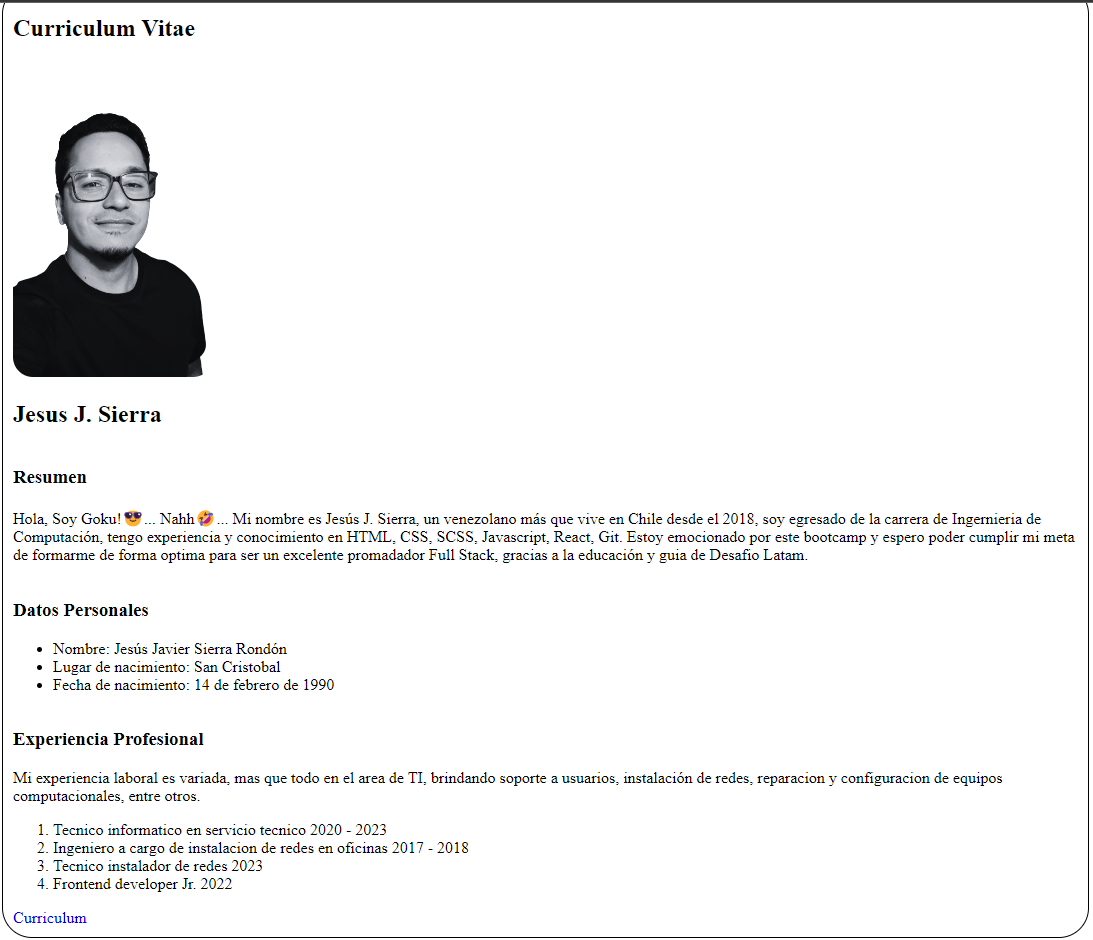 Curriculum Vitae
Jesus J. Sierra
Resumen
Hola, Soy Goku!😎... Nahh🤣... Mi nombre es Jesús J. Sierra, un venezolano más que vive en Chile desde el 2018, soy egresado de la carrera de Ingernieria de
Computación, tengo experiencia y conocimiento en HTML, CSS, SCSS, Javascript, React, Git. Estoy emocionado por este bootcamp y espero poder cumplir mi meta
de formarme de forma optima para ser un excelente promadador Full Stack, gracias a la educación y guia de Desafío Latam.
Datos Personales
• Nombre: Jesús Javier Sierra Rondón
• Lugar de nacimiento: San Cristobal
• Fecha de nacimiento: 14 de febrero de 1990
Experiencia Profesional
Mi experiencia laboral es variada, mas que todo en el area de TI, brindando soporte a usuarios, instalación de redes, reparacion y configuracion de equipos
computacionales, entre otros.
1. Tecnico informatico en servicio tecnico 2020 - 2023
2. Ingeniero a cargo de instalacion de redes en oficinas 2017 - 2018
3. Tecnico instalador de redes 2023
4. Frontend developer Jr. 2022
Curriculum